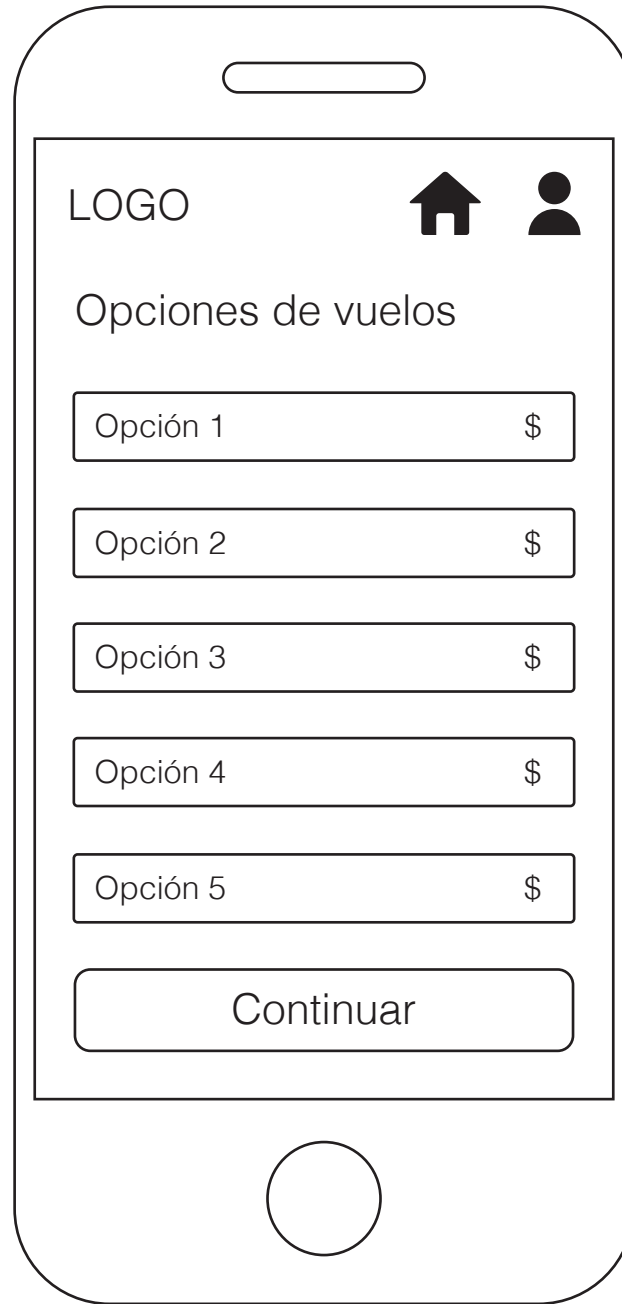 LOGO
Opciones de vuelos
Opción 1 $
Opción 2 $
Opción 3 $
Opción 4 $
Opción 5 $
Continuar